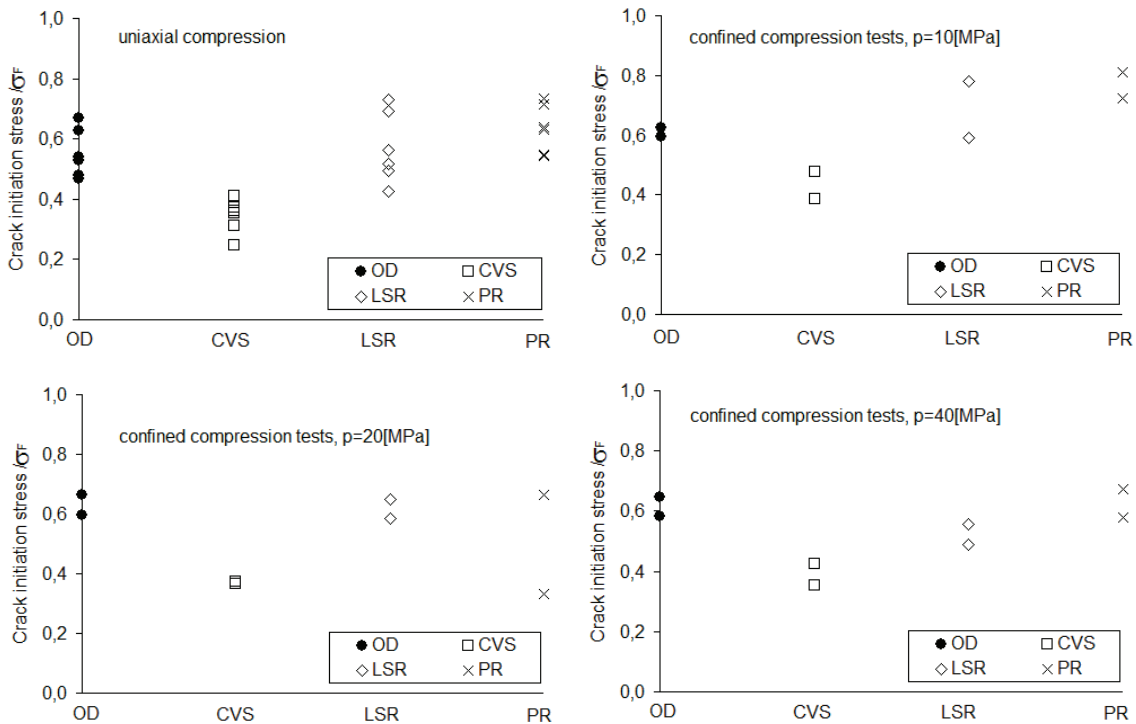 uniaxial compression
Crack initiation stress /σF
1,0
0,8
0,6
0,4
0,2
0,0
OD CVS
LSR PR
OD CVS LSR PR
confined compression tests, p=10[MPa]
Crack initiation stress /σF
1,0
0,8
0,6
0,4
0,2
0,0
OD CVS
LSR PR
OD CVS LSR PR
confined compression tests, p=20[MPa]
Crack initiation stress /σF
1,0
0,8
0,6
0,4
0,2
0,0
OD CVS
LSR PR
OD CVS LSR PR
confined compression tests, p=40[MPa]
Crack initiation stress /σF
1,0
0,8
0,6
0,4
0,2
0,0
OD CVS
LSR PR
OD CVS LSR PR